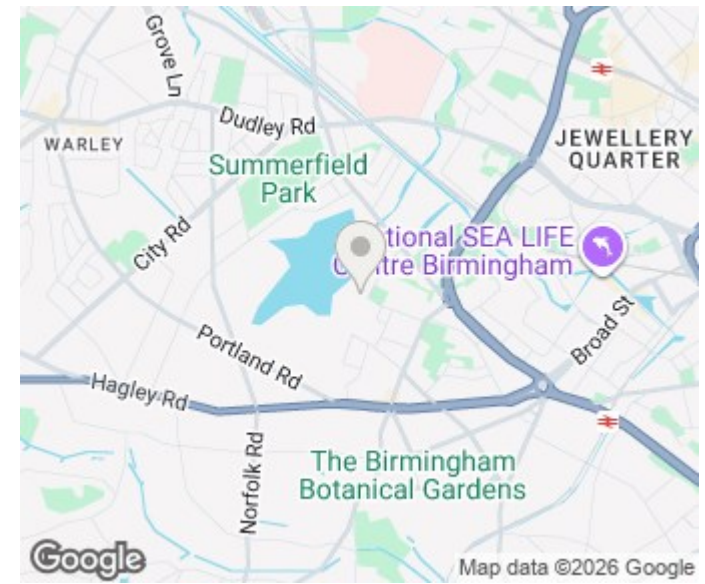 Grove Ln
Dudley Rd
WARLEY
JEWELLERY
QUARTER
Summerfield
Park
City Rd
tional SEA LIFE
Centre Birmingham
Broad St
Portland Rd
Hagley Rd
Norfolk Rd
The Birmingham
Botanical Gardens
Google
Map data ©2026 Google